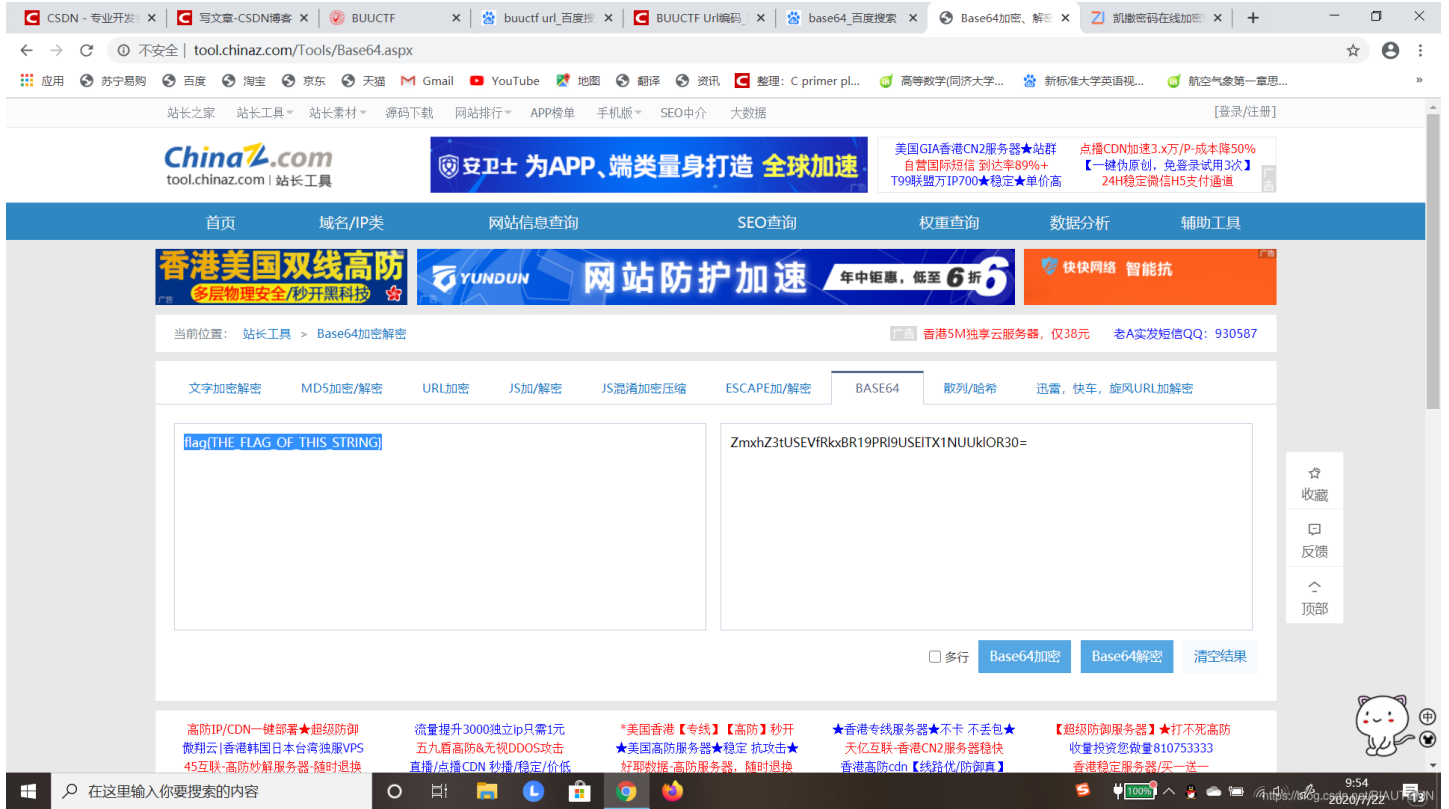 CSDN - 专业开发 写文章-CSDN博客 BUUCTF buuctf url_百度搜 BUUCTF Url编码_ base64_百度搜索 Base64加密、解密 凯撒密码在线加密
不安全 | tool.chinaz.com/Tools/Base64.aspx
应用 苏宁易购 百度 淘宝 京东 天猫 Gmail YouTube 地图 翻译 资讯 整理：C primer pl... 高等数学(同济大学... 新标准大学英语视... 航空气象第一章思... »
站长之家 站长工具 站长素材 源码下载 网站排行 APP榜单 手机版 SEO中介 大数据 [登录/注册]
ChinaZ.com
tool.chinaz.com | 站长工具
安卫士 为APP、端类量身打造 全球加速 广告
美国GIA香港CN2服务器★站群 点播CDN加速3.x万/P-成本降50%
自营国际短信 到达率89%+ 【一键伪原创，免登录试用3次】
T99联盟万IP700★稳定★单价高 24H稳定微信H5支付通道
广告
首页 域名/IP类 网站信息查询 SEO查询 权重查询 数据分析 辅助工具
香港美国双线高防
多层物理安全/秒开黑科技
广告
YUNDUN 网站防护加速 年中钜惠，低至6折 6
广告
快快网络 智能抗
广告
当前位置： 站长工具 > Base64加密解密 广告 香港5M独享云服务器，仅38元 老A实发短信QQ：930587
文字加密解密 MD5加密/解密 URL加密 JS加/解密 JS混淆加密压缩 ESCAPE加/解密 BASE64 散列/哈希 迅雷，快车，旋风URL加解密
flag{THE_FLAG_OF_THIS_STRING}
ZmxhZ3tUSEVfRkxBR19PRl9USElTX1NUUklOR30=
收藏
反馈
顶部
多行 Base64加密 Base64解密 清空结果
高防IP/CDN一键部署★超级防御 流量提升3000独立ip只需1元 *美国香港【专线】【高防】秒开 ★香港专线服务器★不卡 不丢包★ 【超级防御服务器】★打不死高防
傲翔云|香港韩国日本台湾独服VPS 五九盾高防&无视DDOS攻击 ★美国高防服务器★稳定 抗攻击★ 天亿互联-香港CN2服务器稳快 收量投资您做量810753333
45互联-高防妙解服务器-随时退换 直播/点播CDN 秒播/稳定/价低 好耶数据-高防服务器，随时退换 香港高防cdn【线路优/防御真】 香港稳定服务器/买一送一
中
在这里输入你要搜索的内容
100%
9:54
2020/7/22
3